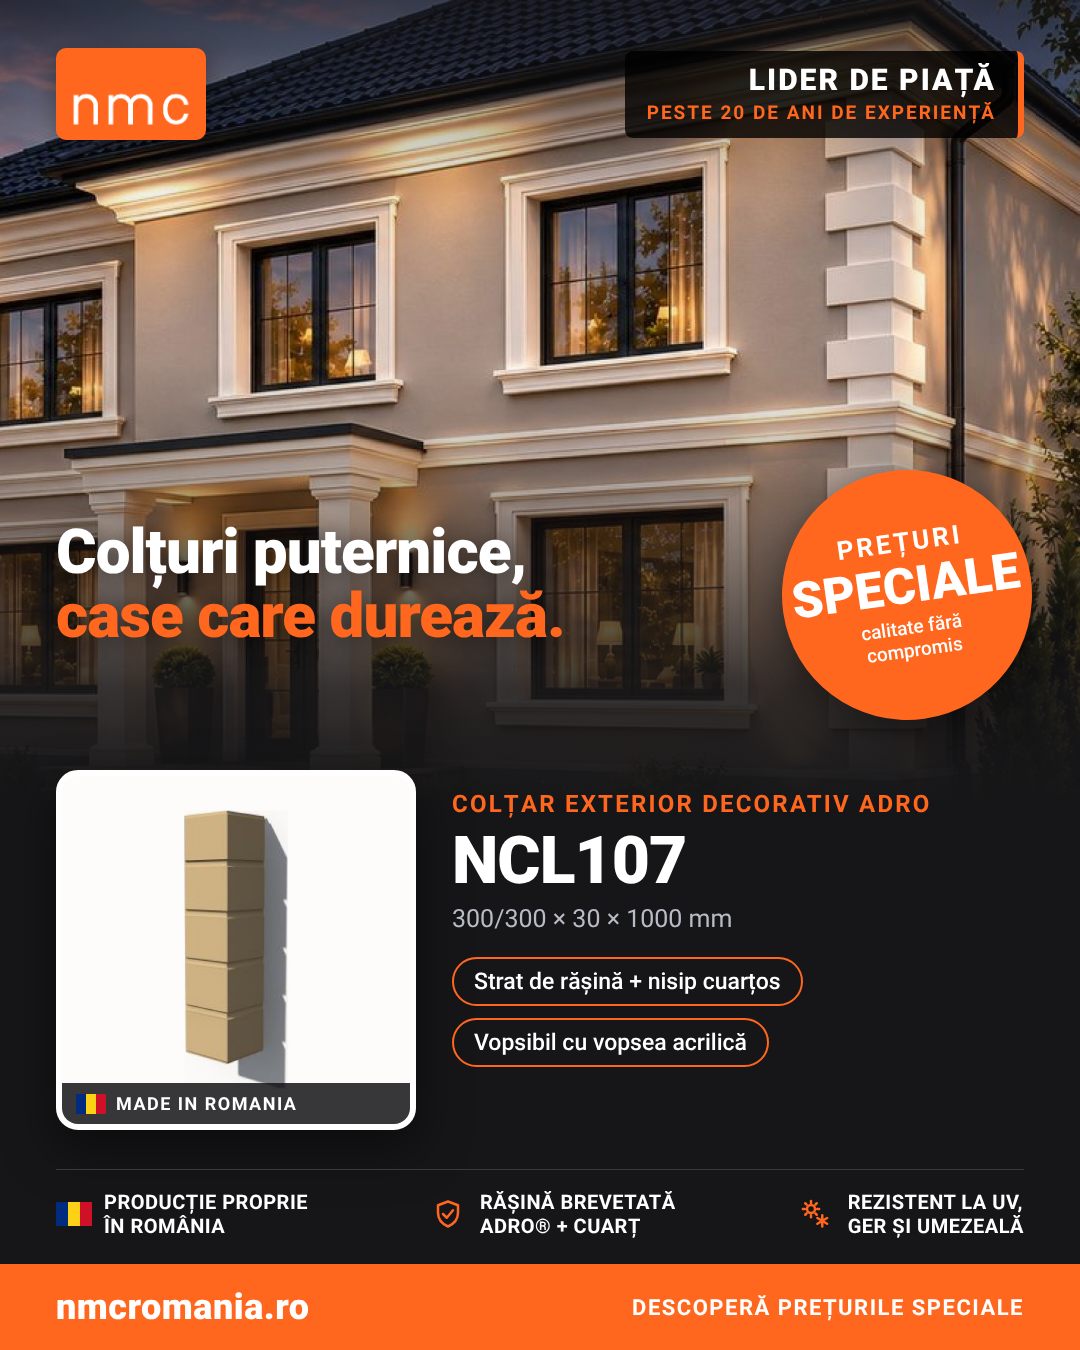 nmc
LIDER DE PIAȚĂ
PESTE 20 DE ANI DE EXPERIENȚĂ
Colțuri puternice,
case care durează.
PREȚURI
SPECIALE
calitate fără
compromis
COLȚAR EXTERIOR DECORATIV ADRO
NCL107
300/300 × 30 × 1000 mm
Strat de rășină + nisip cuarțos
Vopsibil cu vopsea acrilică
MADE IN ROMANIA
PRODUCȚIE PROPRIE
ÎN ROMÂNIA
RĂȘINĂ BREVETATĂ
ADRO® + CUARȚ
REZISTENT LA UV,
GER ȘI UMEZEALĂ
nmcromania.ro
DESCOPERĂ PREȚURILE SPECIALE